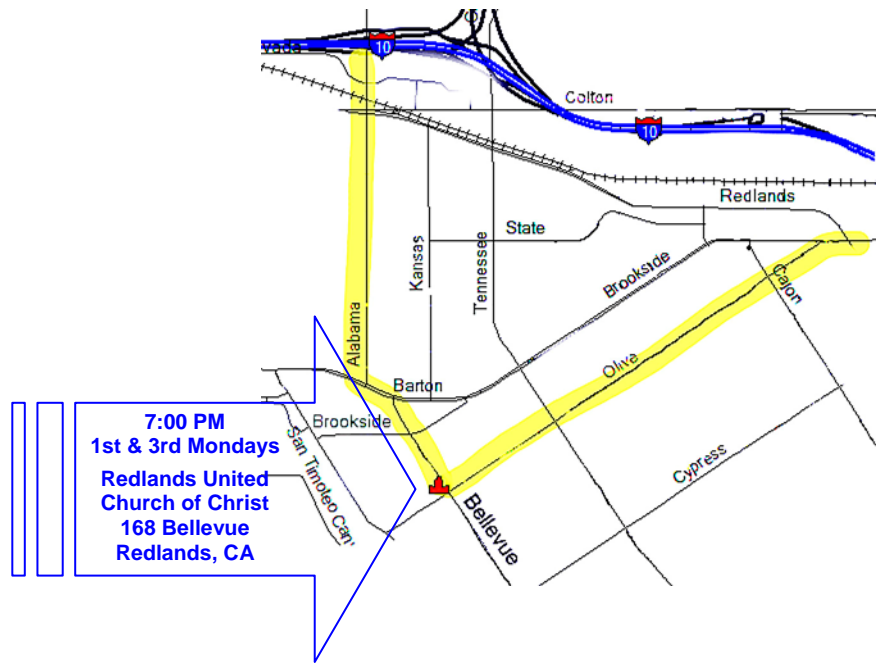 vada
10
Colton
10
Redlands
State
Kansas
Tennessee
Brookside
Cajon
Alabama
Olive
Barton
Brookside
Cypress
San Timoteo Can
Bellevue
7:00 PM
1st & 3rd Mondays
Redlands United
Church of Christ
168 Bellevue
Redlands, CA